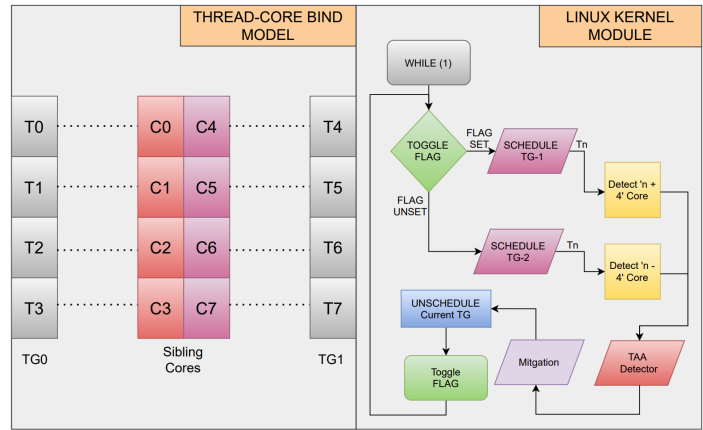 THREAD-CORE BIND
MODEL
T0
C0
C4
T4
T1
C1
C5
T5
T2
C2
C6
T6
T3
C3
C7
T7
TG0
Sibling
Cores
TG1
LINUX KERNEL
MODULE
WHILE (1)
TOGGLE
FLAG
FLAG
SET
SCHEDULE
TG-1
Tn
Detect 'n +
4' Core
FLAG
UNSET
SCHEDULE
TG-2
Tn
Detect 'n -
4' Core
UNSCHEDULE
Current TG
Toggle
FLAG
Mitgation
TAA
Detector